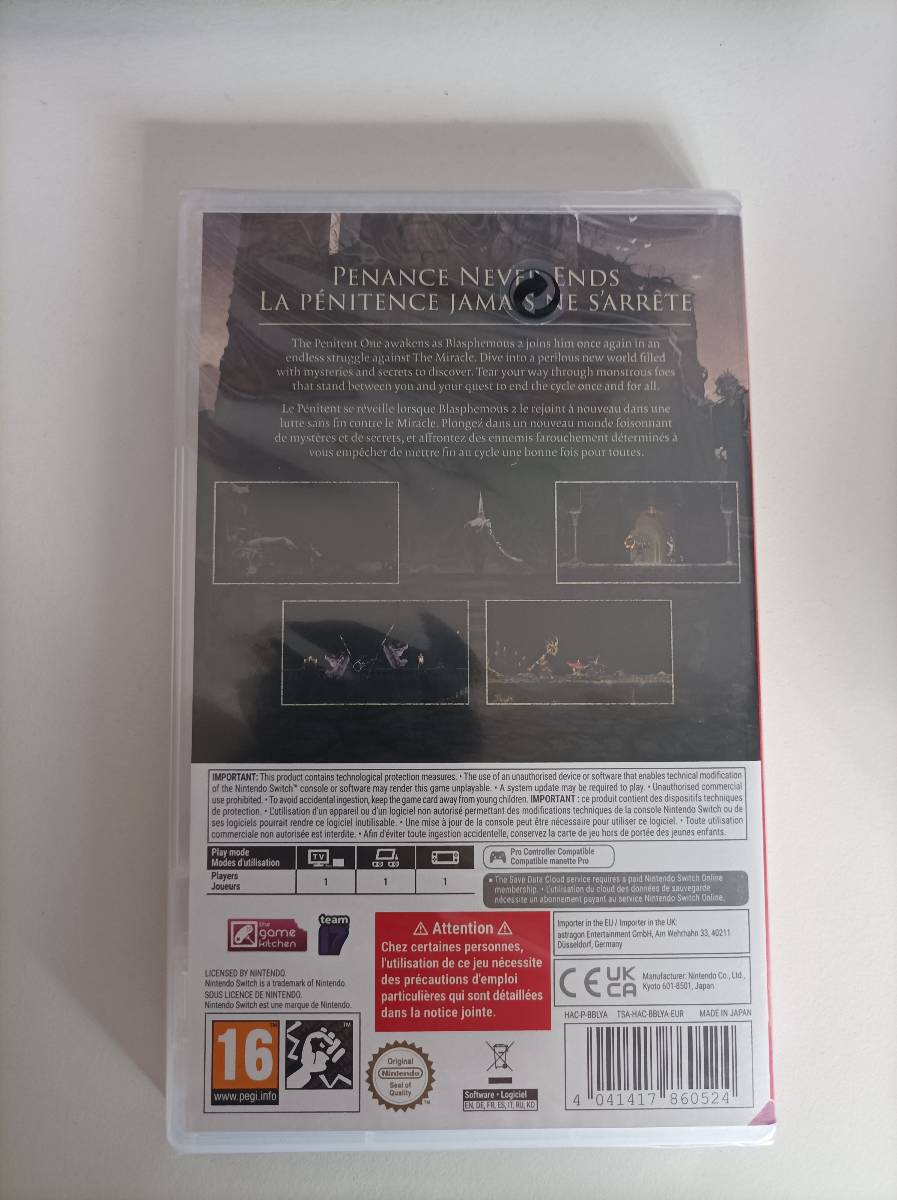 PENANCE NEVER ENDS
LA PÉNITENCE JAMAIS NE S'ARRÊTE
The Penitent One awakens as Blasphemous 2 joins him once again in an
endless struggle against The Miracle. Dive into a perilous new world filled
with mysteries and secrets to discover. Tear your way through monstrous foes
that stand between you and your quest to end the cycle once and for all.
Le Pénitent se réveille lorsque Blasphemous 2 le rejoint à nouveau dans une
lutte sans fin contre le Miracle. Plongez dans un nouveau monde foisonnant
de mystères et de secrets, et affrontez des ennemis farouchement déterminés à
vous empêcher de mettre fin au cycle une bonne fois pour toutes.
IMPORTANT: This product contains technological protection measures. • The use of an unauthorised device or software that enables technical modification
of the Nintendo Switch™ console or software may render this game unplayable. • A system update may be required to play. • Unauthorised commercial
use prohibited. • To avoid accidental ingestion, keep the game card away from young children. IMPORTANT : ce produit contient des dispositifs techniques
de protection. • L'utilisation d'un appareil ou d'un logiciel non autorisé permettant des modifications techniques de la console Nintendo Switch ou de
ses logiciels pourrait rendre ce logiciel inutilisable. • Une mise à jour de la console peut être nécessaire pour utiliser ce logiciel. • Toute utilisation
commerciale non autorisée est interdite. • Afin d'éviter toute ingestion accidentelle, conservez la carte de jeu hors de portée des jeunes enfants.
Play mode
Modes d'utilisation
TV
Players
Joueurs
1
1
1
Pro Controller Compatible
Compatible manette Pro
• The Save Data Cloud service requires a paid Nintendo Switch Online
membership. • L'utilisation du cloud des données de sauvegarde
nécessite un abonnement payant au service Nintendo Switch Online.
the
game
kitchen
team
17
LICENSED BY NINTENDO.
Nintendo Switch is a trademark of Nintendo.
SOUS LICENCE DE NINTENDO.
Nintendo Switch est une marque de Nintendo.
Attention
Chez certaines personnes,
l'utilisation de ce jeu nécessite
des précautions d'emploi
particulières qui sont détaillées
dans la notice jointe.
Importer in the EU / Importer in the UK:
astragon Entertainment GmbH, Am Wehrhahn 33, 40211
Düsseldorf, Germany
CE UK
CA
Manufacturer: Nintendo Co., Ltd.,
Kyoto 601-8501, Japan
HAC-P-BBLYA TSA-HAC-BBLYA-EUR MADE IN JAPAN
16
www.pegi.info
Original
Nintendo
Seal of
Quality
Software • Logiciel
EN, DE, FR, ES, IT, RU, KO
4 041417 860524